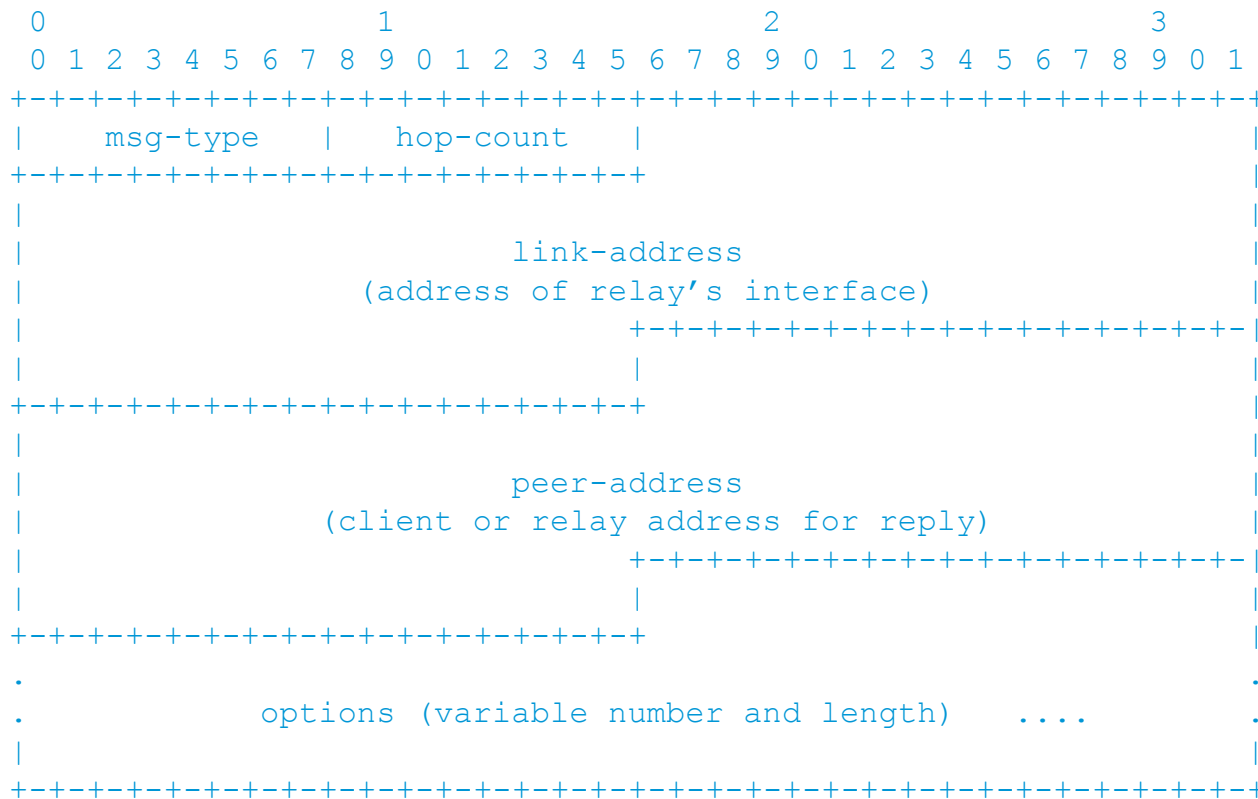 0                   1                   2                   3
0 1 2 3 4 5 6 7 8 9 0 1 2 3 4 5 6 7 8 9 0 1 2 3 4 5 6 7 8 9 0 1
+-+-+-+-+-+-+-+-+-+-+-+-+-+-+-+-+-+-+-+-+-+-+-+-+-+-+-+-+-+-+-+-+
|    msg-type   |   hop-count   |                               |
+-+-+-+-+-+-+-+-+-+-+-+-+-+-+-+-+                               |
|                                                               |
|                         link-address                          |
|                 (address of relay’s interface)                |
|                               +-+-+-+-+-+-+-+-+-+-+-+-+-+-+-+-|
|                               |                               |
+-+-+-+-+-+-+-+-+-+-+-+-+-+-+-+-+                               |
|                                                               |
|                         peer-address                          |
|               (client or relay address for reply)             |
|                               +-+-+-+-+-+-+-+-+-+-+-+-+-+-+-+-|
|                               |                               |
+-+-+-+-+-+-+-+-+-+-+-+-+-+-+-+-+                               |
.                                                               .
.            options (variable number and length)   ....        .
|                                                               |
+-+-+-+-+-+-+-+-+-+-+-+-+-+-+-+-+-+-+-+-+-+-+-+-+-+-+-+-+-+-+-+-+